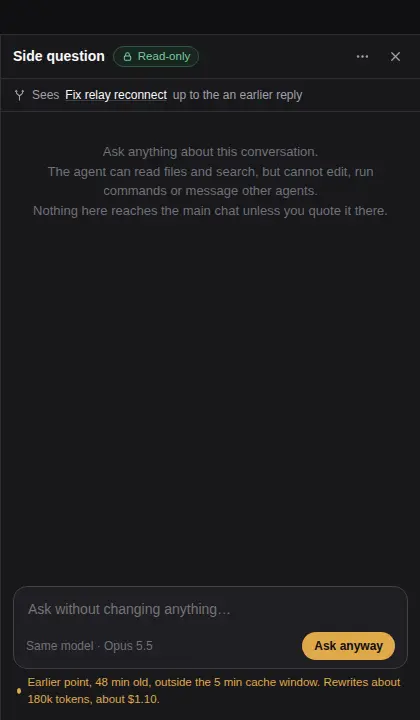 Side question
Read-only
Sees Fix relay reconnect up to the an earlier reply
Ask anything about this conversation.
The agent can read files and search, but cannot edit, run
commands or message other agents.
Nothing here reaches the main chat unless you quote it there.
Ask without changing anything…
Same model · Opus 5.5
Ask anyway
Earlier point, 48 min old, outside the 5 min cache window. Rewrites about
180k tokens, about $1.10.